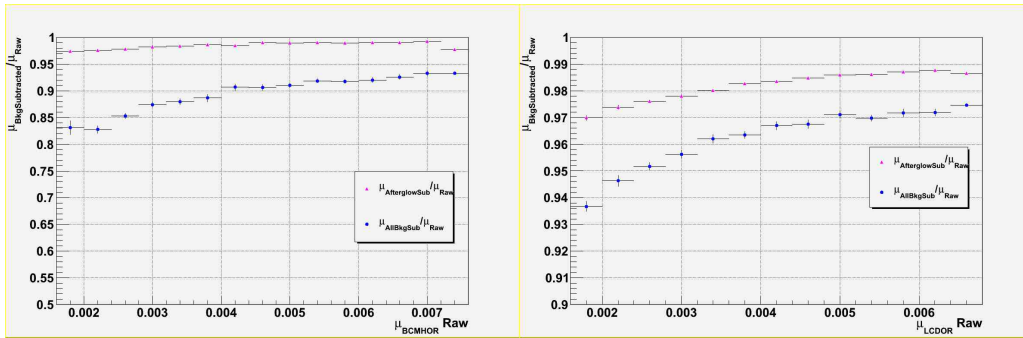 μBkgSubtracted/μRaw
1
0.95
0.9
0.85
0.8
0.75
0.7
0.65
0.6
0.55
0.5
μAfterglowSub/μRaw
μAllBkgSub/μRaw
0.002 0.003 0.004 0.005 0.006 0.007
μBCMHOR Raw
μBkgSubtracted/μRaw
1
0.99
0.98
0.97
0.96
0.95
0.94
0.93
0.92
0.91
0.9
μAfterglowSub/μRaw
μAllBkgSub/μRaw
0.002 0.003 0.004 0.005 0.006
μLCDOR Raw